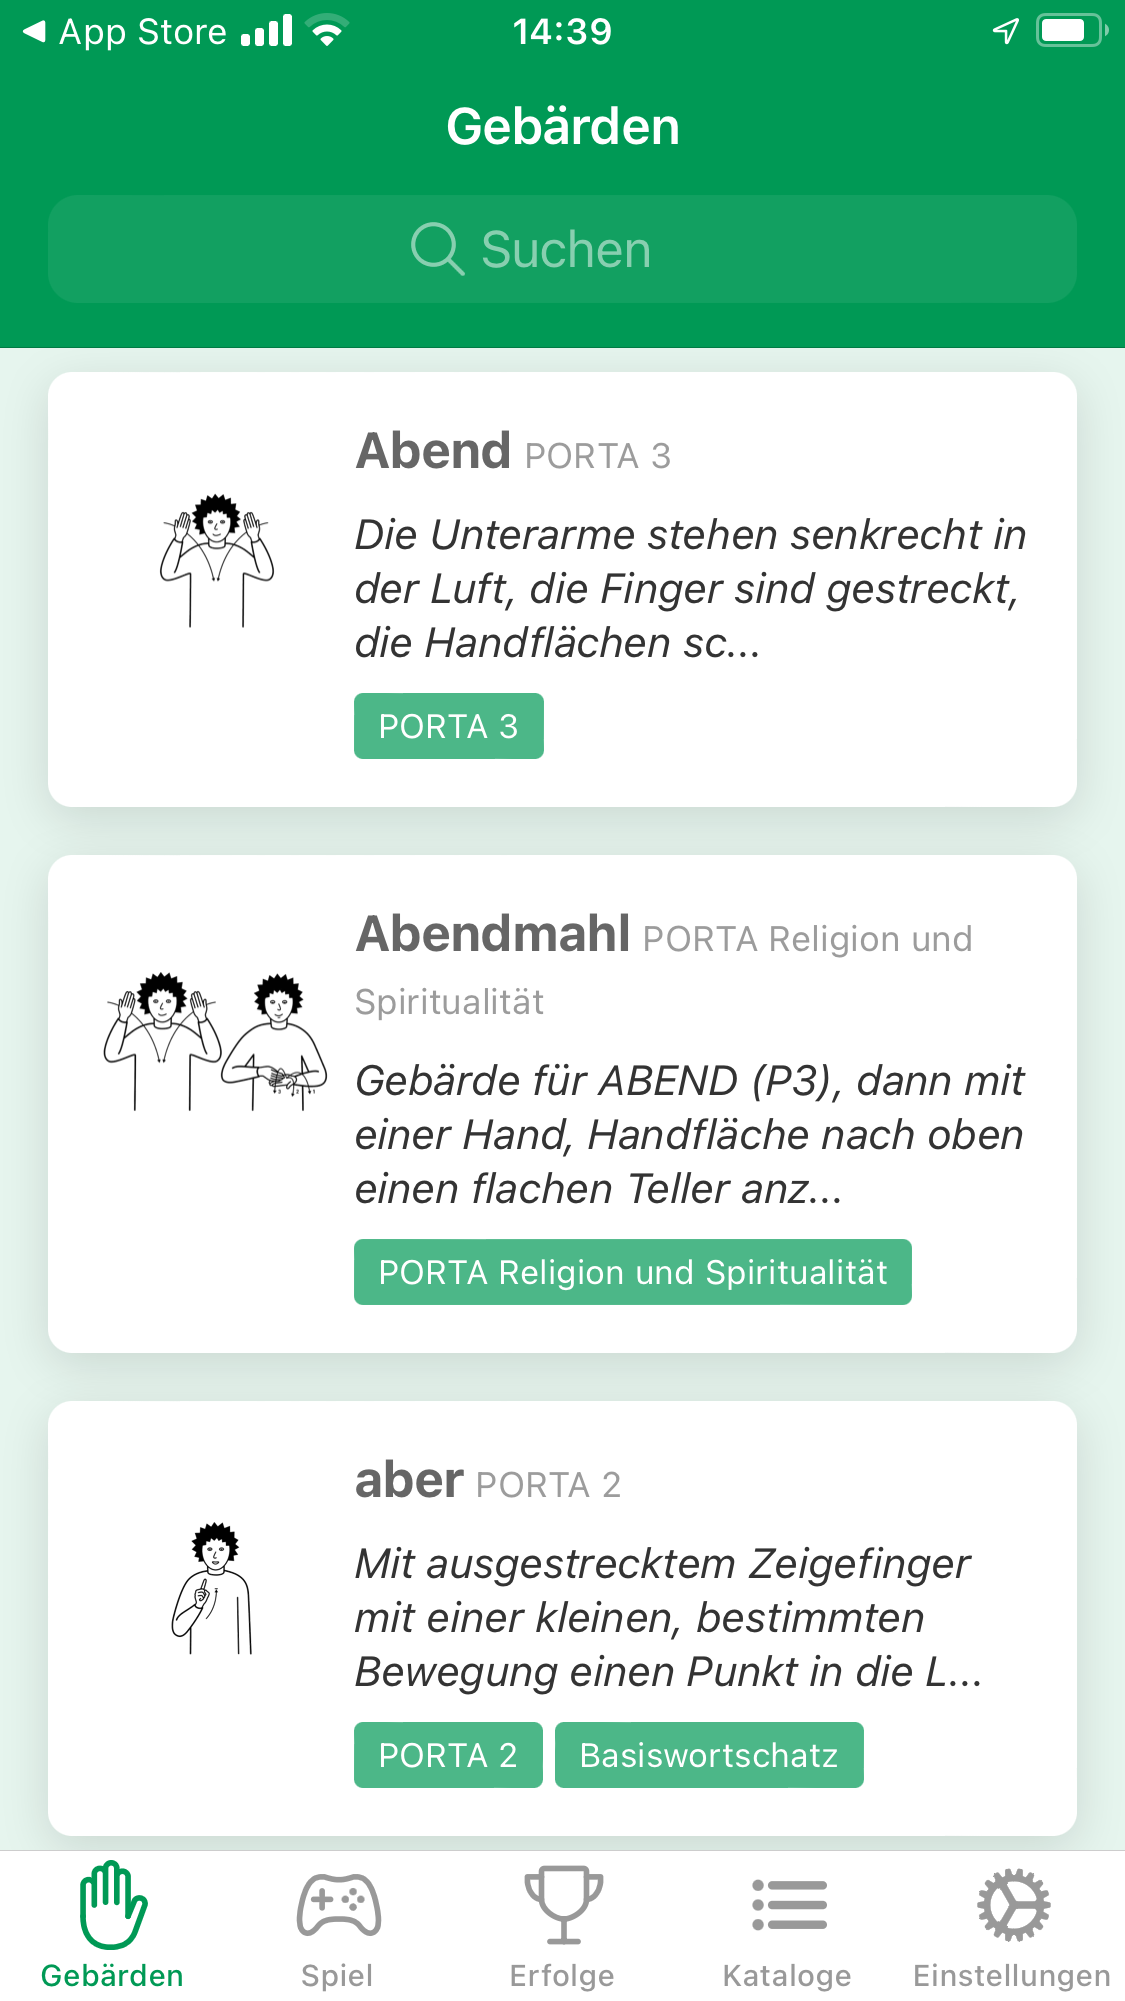 App Store
14:39
Gebärden
Suchen
Abend PORTA 3
Die Unterarme stehen senkrecht in
der Luft, die Finger sind gestreckt,
die Handflächen sc...
PORTA 3
Abendmahl PORTA Religion und
Spiritualität
Gebärde für ABEND (P3), dann mit
einer Hand, Handfläche nach oben
einen flachen Teller anz...
PORTA Religion und Spiritualität
aber PORTA 2
Mit ausgestrecktem Zeigefinger
mit einer kleinen, bestimmten
Bewegung einen Punkt in die L...
PORTA 2 Basiswortschatz
Gebärden Spiel Erfolge Kataloge Einstellungen